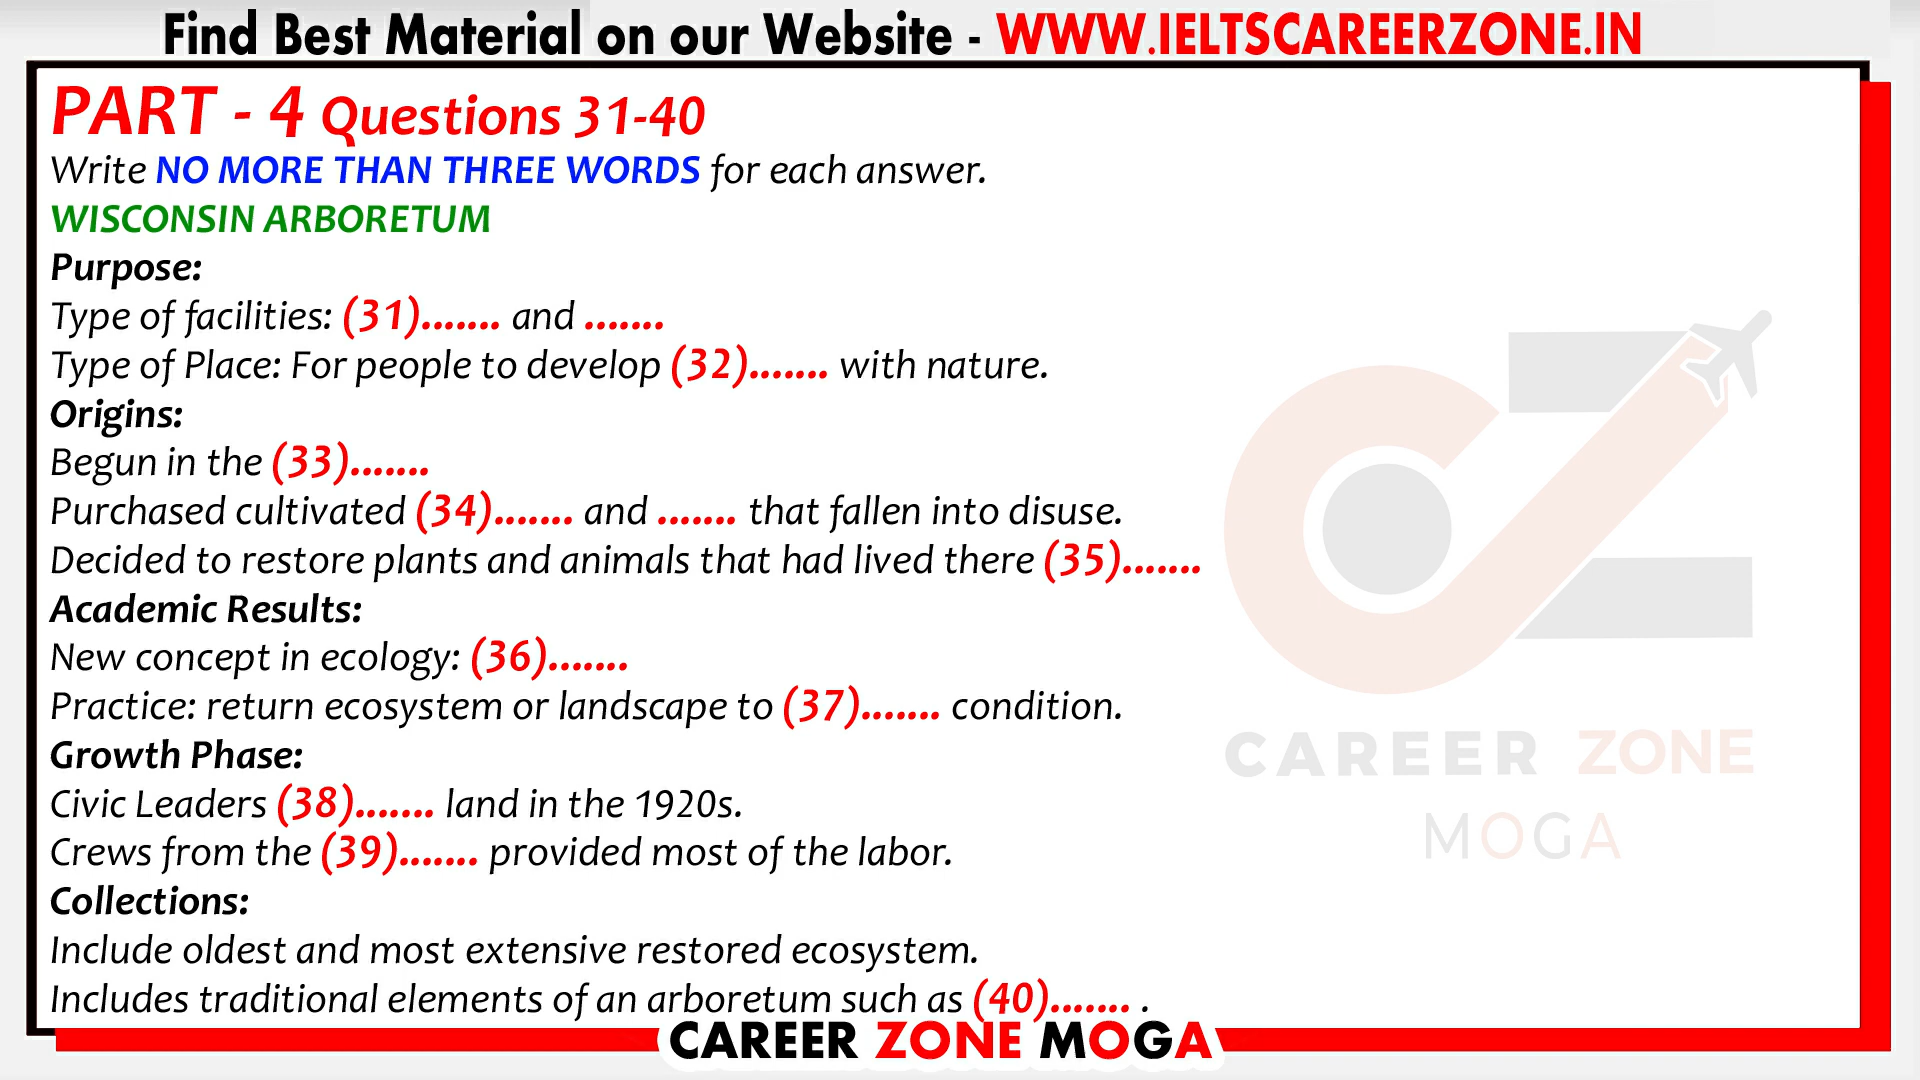 Find Best Material on our Website - WWW.IELTSCAREERZONE.IN
PART - 4 Questions 31-40
Write NO MORE THAN THREE WORDS for each answer.
WISCONSIN ARBORETUM
Purpose:
Type of facilities: (31)....... and .......
Type of Place: For people to develop (32)....... with nature.
Origins:
Begun in the (33).......
Purchased cultivated (34)....... and ....... that fallen into disuse.
Decided to restore plants and animals that had lived there (35).......
Academic Results:
New concept in ecology: (36).......
Practice: return ecosystem or landscape to (37)....... condition.
Growth Phase:
Civic Leaders (38)....... land in the 1920s.
Crews from the (39)....... provided most of the labor.
Collections:
Include oldest and most extensive restored ecosystem.
Includes traditional elements of an arboretum such as (40)....... .
CAREER ZONE
MOGA
CAREER ZONE MOGA